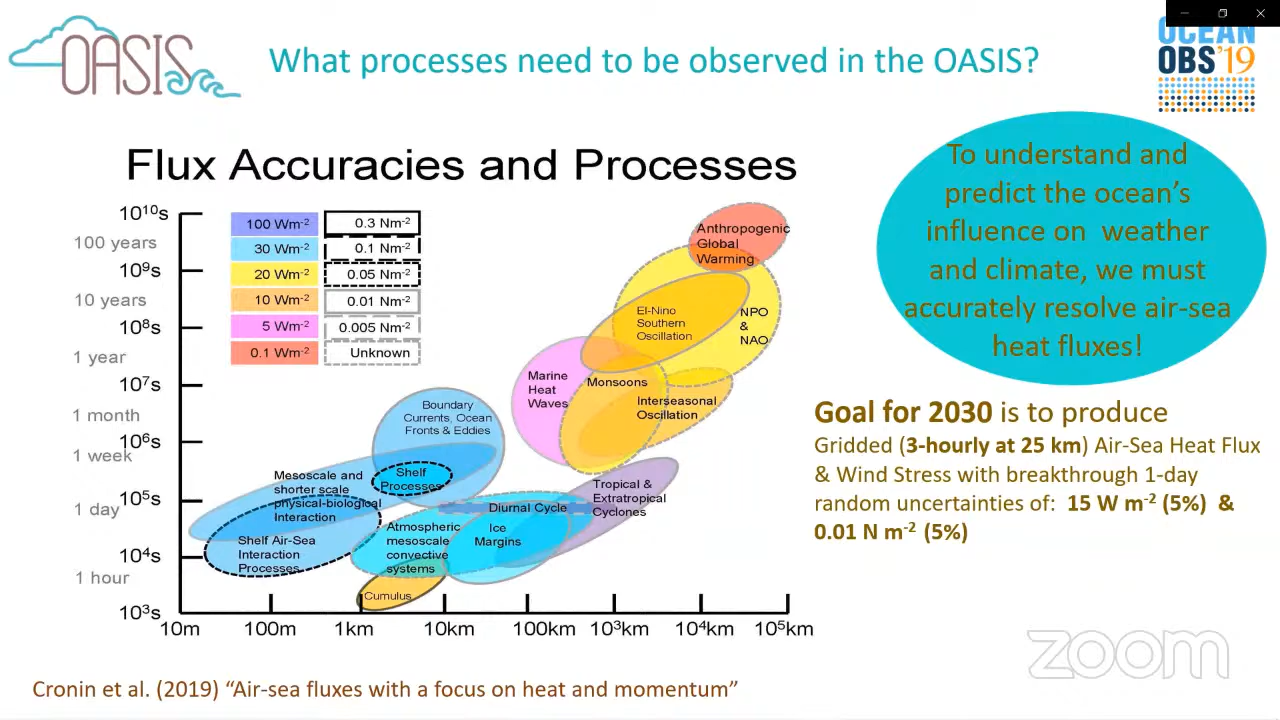 OASIS
What processes need to be observed in the OASIS?
OCEAN
OBS'19
Flux Accuracies and Processes
10¹⁰s
100 years
10⁹s
10 years
10⁸s
1 year
10⁷s
1 month
10⁶s
1 week
10⁵s
1 day
10⁴s
1 hour
10³s
10m
100m
1km
10km
100km
10³km
10⁴km
10⁵km
100 Wm⁻²
0.3 Nm⁻²
30 Wm⁻²
0.1 Nm⁻²
20 Wm⁻²
0.05 Nm⁻²
10 Wm⁻²
0.01 Nm⁻²
5 Wm⁻²
0.005 Nm⁻²
0.1 Wm⁻²
Unknown
Anthropogenic
Global
Warming
El-Nino
Southern
Oscillation
NPO
&
NAO
Marine
Heat
Waves
Monsoons
Interseasonal
Oscillation
Boundary
Currents, Ocean
Fronts & Eddies
Shelf
Processes
Mesoscale and
shorter scale
physical-biological
Interaction
Shelf Air-Sea
Interaction
Processes
Atmospheric
mesoscale
convective
systems
Cumulus
Diurnal Cycle
Ice
Margins
Tropical &
Extratropical
Cyclones
To understand and
predict the ocean's
influence on weather
and climate, we must
accurately resolve air-sea
heat fluxes!
Goal for 2030 is to produce
Gridded (3-hourly at 25 km) Air-Sea Heat Flux
& Wind Stress with breakthrough 1-day
random uncertainties of: 15 W m⁻² (5%) &
0.01 N m⁻² (5%)
zoom
Cronin et al. (2019) “Air-sea fluxes with a focus on heat and momentum”